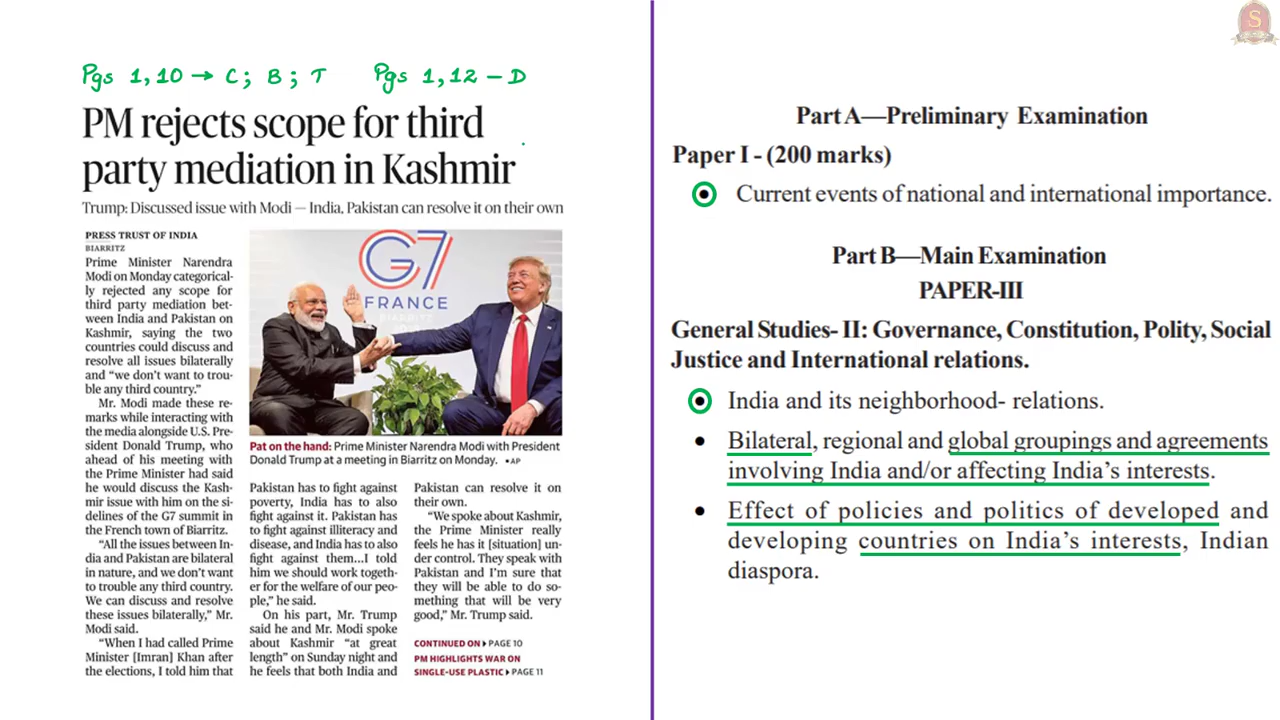 Pgs 1,10 → C; B; T Pgs 1,12 – D
PM rejects scope for third
party mediation in Kashmir
Trump: Discussed issue with Modi — India, Pakistan can resolve it on their own
PRESS TRUST OF INDIA
BIARRITZ
Prime Minister Narendra
Modi on Monday categorical-
ly rejected any scope for
third party mediation bet-
ween India and Pakistan on
Kashmir, saying the two
countries could discuss and
resolve all issues bilaterally
and “we don’t want to trou-
ble any third country.”
Mr. Modi made these re-
marks while interacting with
the media alongside U.S. Pre-
sident Donald Trump, who
ahead of his meeting with
the Prime Minister had said
he would discuss the Kash-
mir issue with him on the si-
delines of the G7 summit in
the French town of Biarritz.
“All the issues between In-
dia and Pakistan are bilateral
in nature, and we don’t want
to trouble any third country.
We can discuss and resolve
these issues bilaterally,” Mr.
Modi said.
“When I had called Prime
Minister [Imran] Khan after
the elections, I told him that
G7
FRANCE
BIARRITZ
Pat on the hand: Prime Minister Narendra Modi with President
Donald Trump at a meeting in Biarritz on Monday. •AP
Pakistan has to fight against
poverty, India has to also
fight against it. Pakistan has
to fight against illiteracy and
disease, and India has to also
fight against them...I told
him we should work togeth-
er for the welfare of our peo-
ple,” he said.
On his part, Mr. Trump
said he and Mr. Modi spoke
about Kashmir “at great
length” on Sunday night and
he feels that both India and
Pakistan can resolve it on
their own.
“We spoke about Kashmir,
the Prime Minister really
feels he has it [situation] un-
der control. They speak with
Pakistan and I’m sure that
they will be able to do so-
mething that will be very
good,” Mr. Trump said.
CONTINUED ON ▸ PAGE 10
PM HIGHLIGHTS WAR ON
SINGLE-USE PLASTIC ▸ PAGE 11
S
Part A—Preliminary Examination
Paper I - (200 marks)
• Current events of national and international importance.
Part B—Main Examination
PAPER-III
General Studies- II: Governance, Constitution, Polity, Social
Justice and International relations.
• India and its neighborhood- relations.
• Bilateral, regional and global groupings and agreements
involving India and/or affecting India’s interests.
• Effect of policies and politics of developed and
developing countries on India’s interests, Indian
diaspora.